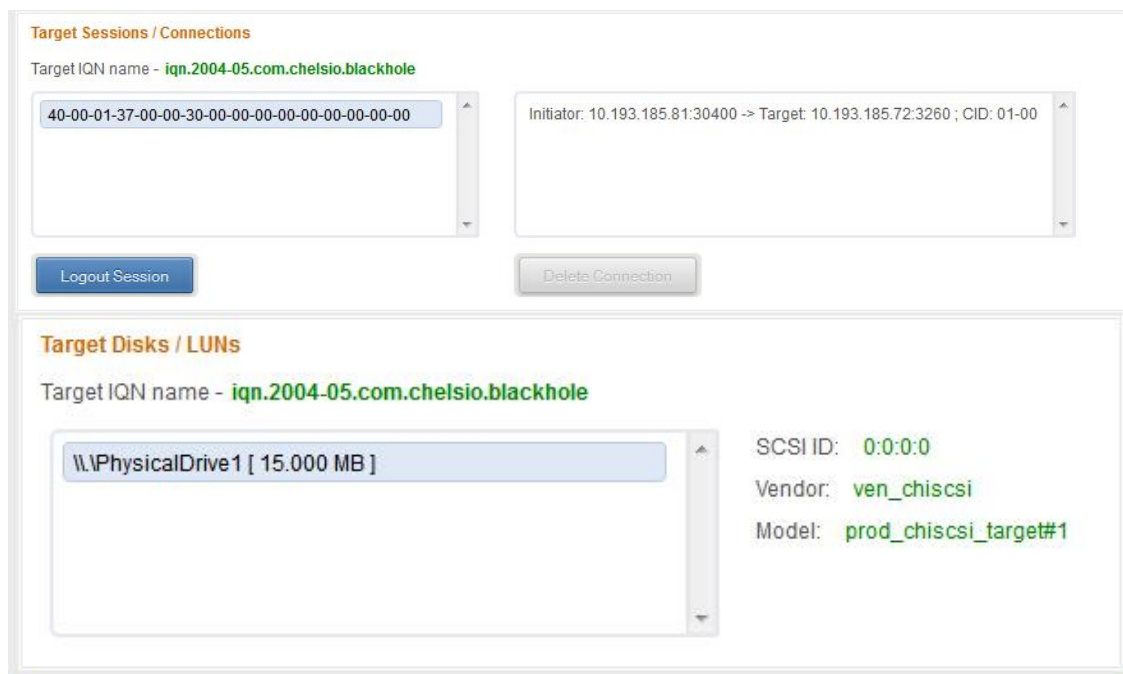 Target Sessions / Connections
Target IQN name - iqn.2004-05.com.chelsio.blackhole
40-00-01-37-00-00-30-00-00-00-00-00-00-00-00-00
Initiator: 10.193.185.81:30400 -> Target: 10.193.185.72:3260 ; CID: 01-00
Logout Session
Delete Connection
Target Disks / LUNs
Target IQN name - iqn.2004-05.com.chelsio.blackhole
\\.\PhysicalDrive1 [ 15.000 MB ]
SCSI ID: 0:0:0:0
Vendor: ven_chiscsi
Model: prod_chiscsi_target#1